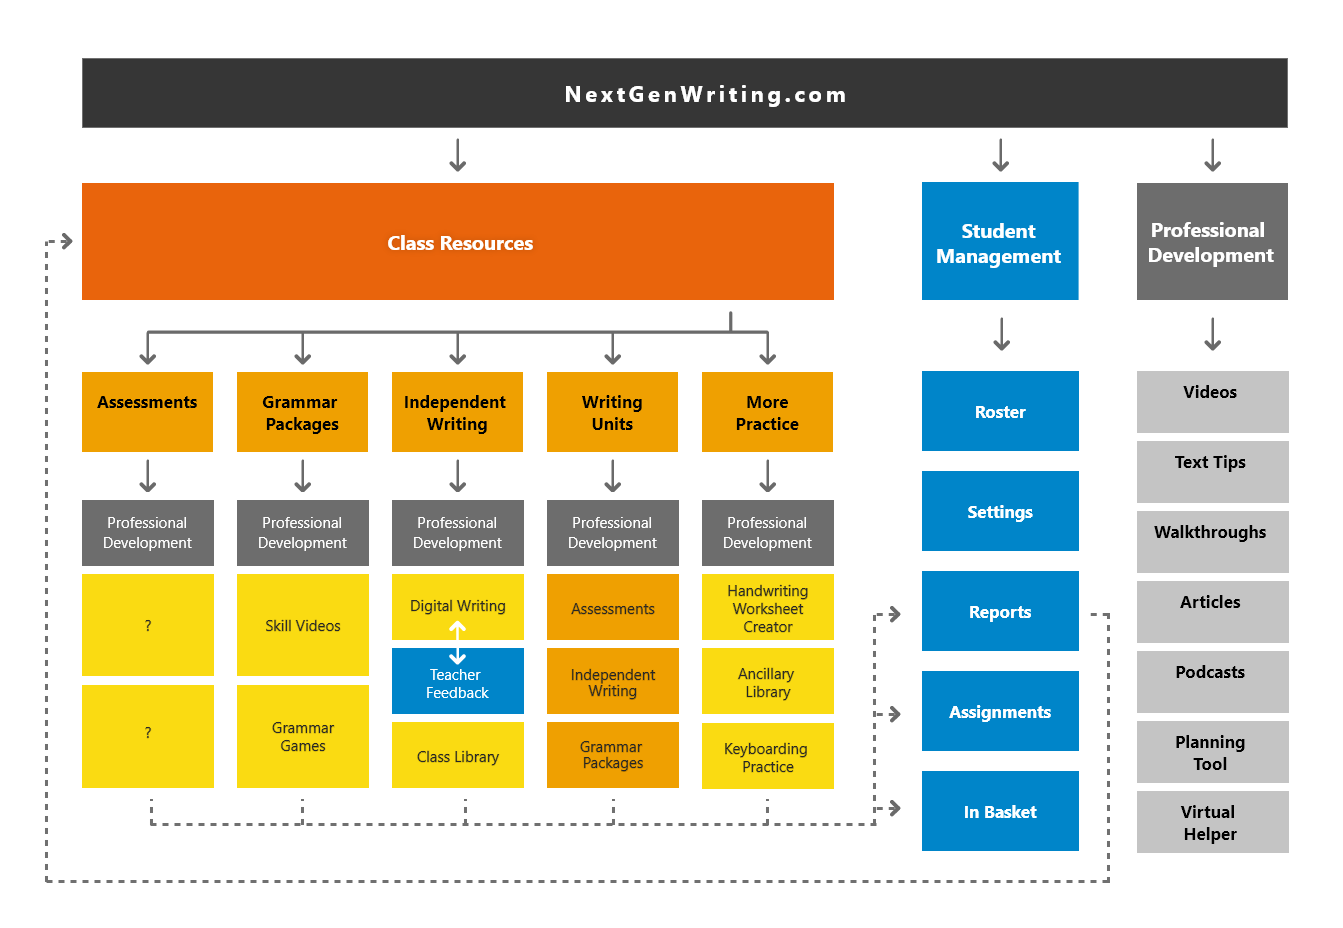 NextGenWriting.com
Class Resources
Student
Management
Professional
Development
Assessments
Grammar
Packages
Independent
Writing
Writing
Units
More
Practice
Professional
Development
Professional
Development
Professional
Development
Professional
Development
Professional
Development
?
?
Skill Videos
Grammar
Games
Digital Writing
Teacher
Feedback
Class Library
Assessments
Independent
Writing
Grammar
Packages
Handwriting
Worksheet
Creator
Ancillary
Library
Keyboarding
Practice
Roster
Settings
Reports
Assignments
In Basket
Videos
Text Tips
Walkthroughs
Articles
Podcasts
Planning
Tool
Virtual
Helper